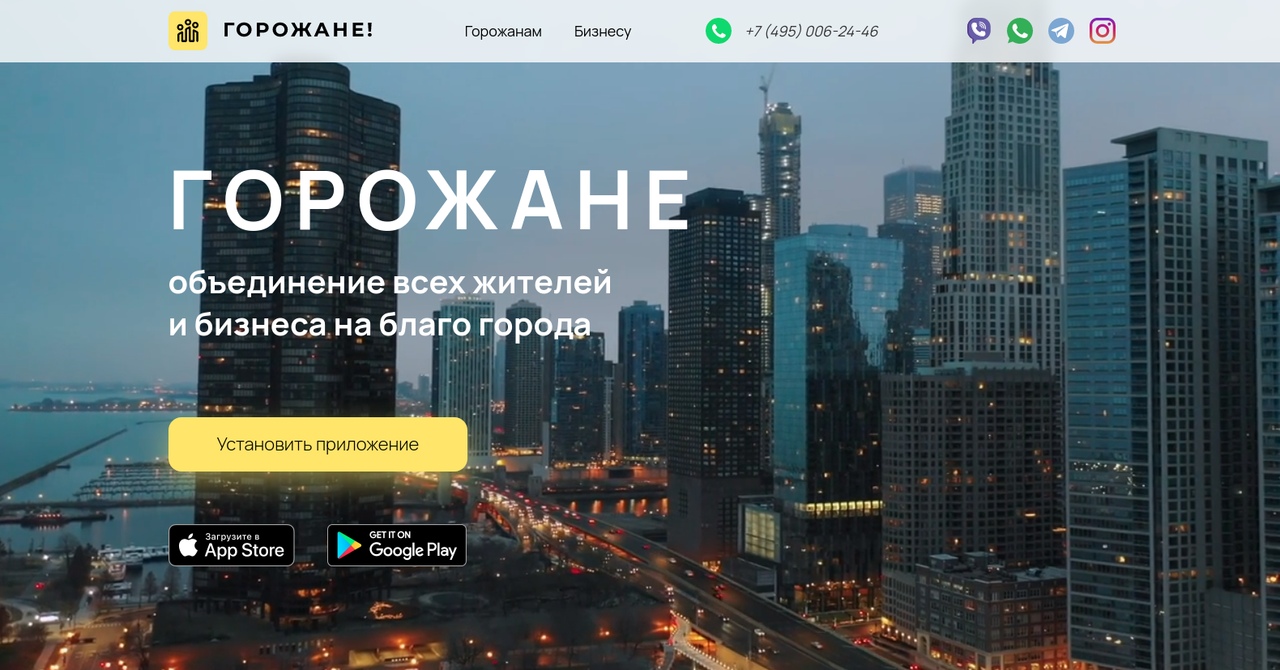 ГОРОЖАНЕ!
Горожанам
Бизнесу
+7 (495) 006-24-46
ГОРОЖАНЕ
объединение всех жителей
и бизнеса на благо города
Установить приложение
Загрузите в
App Store
GET IT ON
Google Play